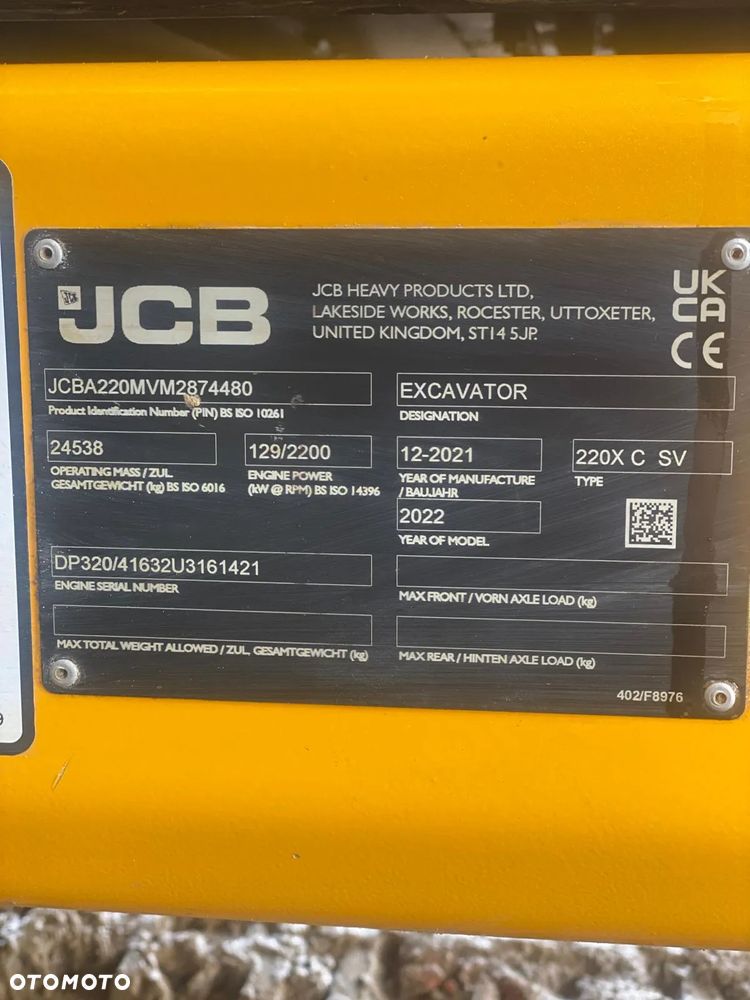 JCB
JCB HEAVY PRODUCTS LTD,
LAKESIDE WORKS, ROCESTER, UTTOXETER,
UNITED KINGDOM, ST14 5JP.
UK
CA
CE
JCBA220MVM2874480
Product Identification Number (PIN) BS ISO 10261
EXCAVATOR
DESIGNATION
24538
OPERATING MASS / ZUL.
GESAMTGEWICHT (kg) BS ISO 6016
129/2200
ENGINE POWER
(kW @ RPM) BS ISO 14396
12-2021
YEAR OF MANUFACTURE
/ BAUJAHR
220X C SV
TYPE
2022
YEAR OF MODEL
DP320/41632U3161421
ENGINE SERIAL NUMBER
MAX FRONT / VORN AXLE LOAD (kg)
MAX TOTAL WEIGHT ALLOWED / ZUL. GESAMTGEWICHT (kg)
MAX REAR / HINTEN AXLE LOAD (kg)
402/F8976
9
OTOMOTO